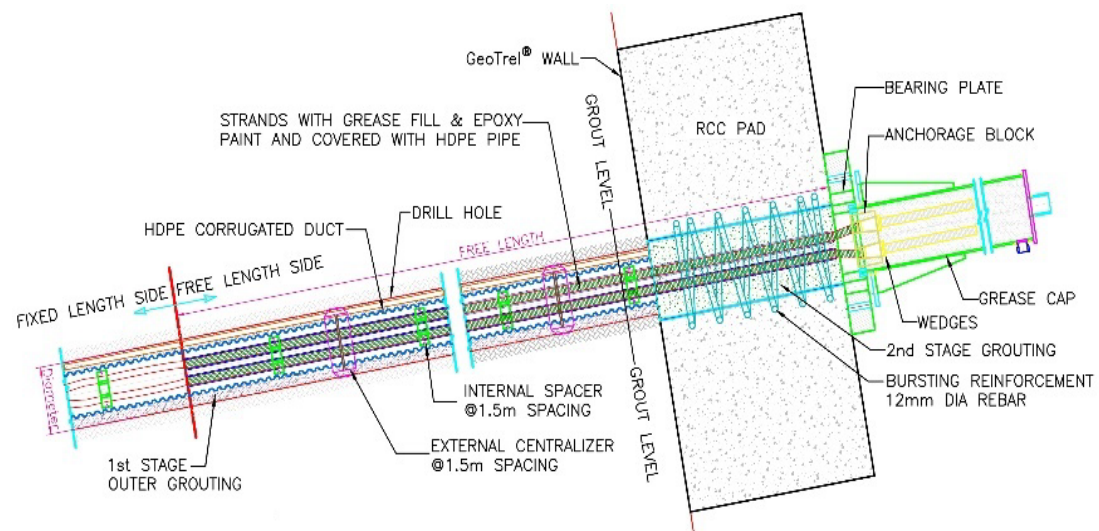 GeoTrel® WALL
BEARING PLATE
RCC PAD
ANCHORAGE BLOCK
STRANDS WITH GREASE FILL & EPOXY
PAINT AND COVERED WITH HDPE PIPE
GROUT LEVEL
DRILL HOLE
HDPE CORRUGATED DUCT
FREE LENGTH
FIXED LENGTH SIDE
FREE LENGTH SIDE
GREASE CAP
WEDGES
2nd STAGE GROUTING
BURSTING REINFORCEMENT
12mm DIA REBAR
GROUT LEVEL
Diameter
INTERNAL SPACER
@1.5m SPACING
EXTERNAL CENTRALIZER
@1.5m SPACING
1st STAGE
OUTER GROUTING